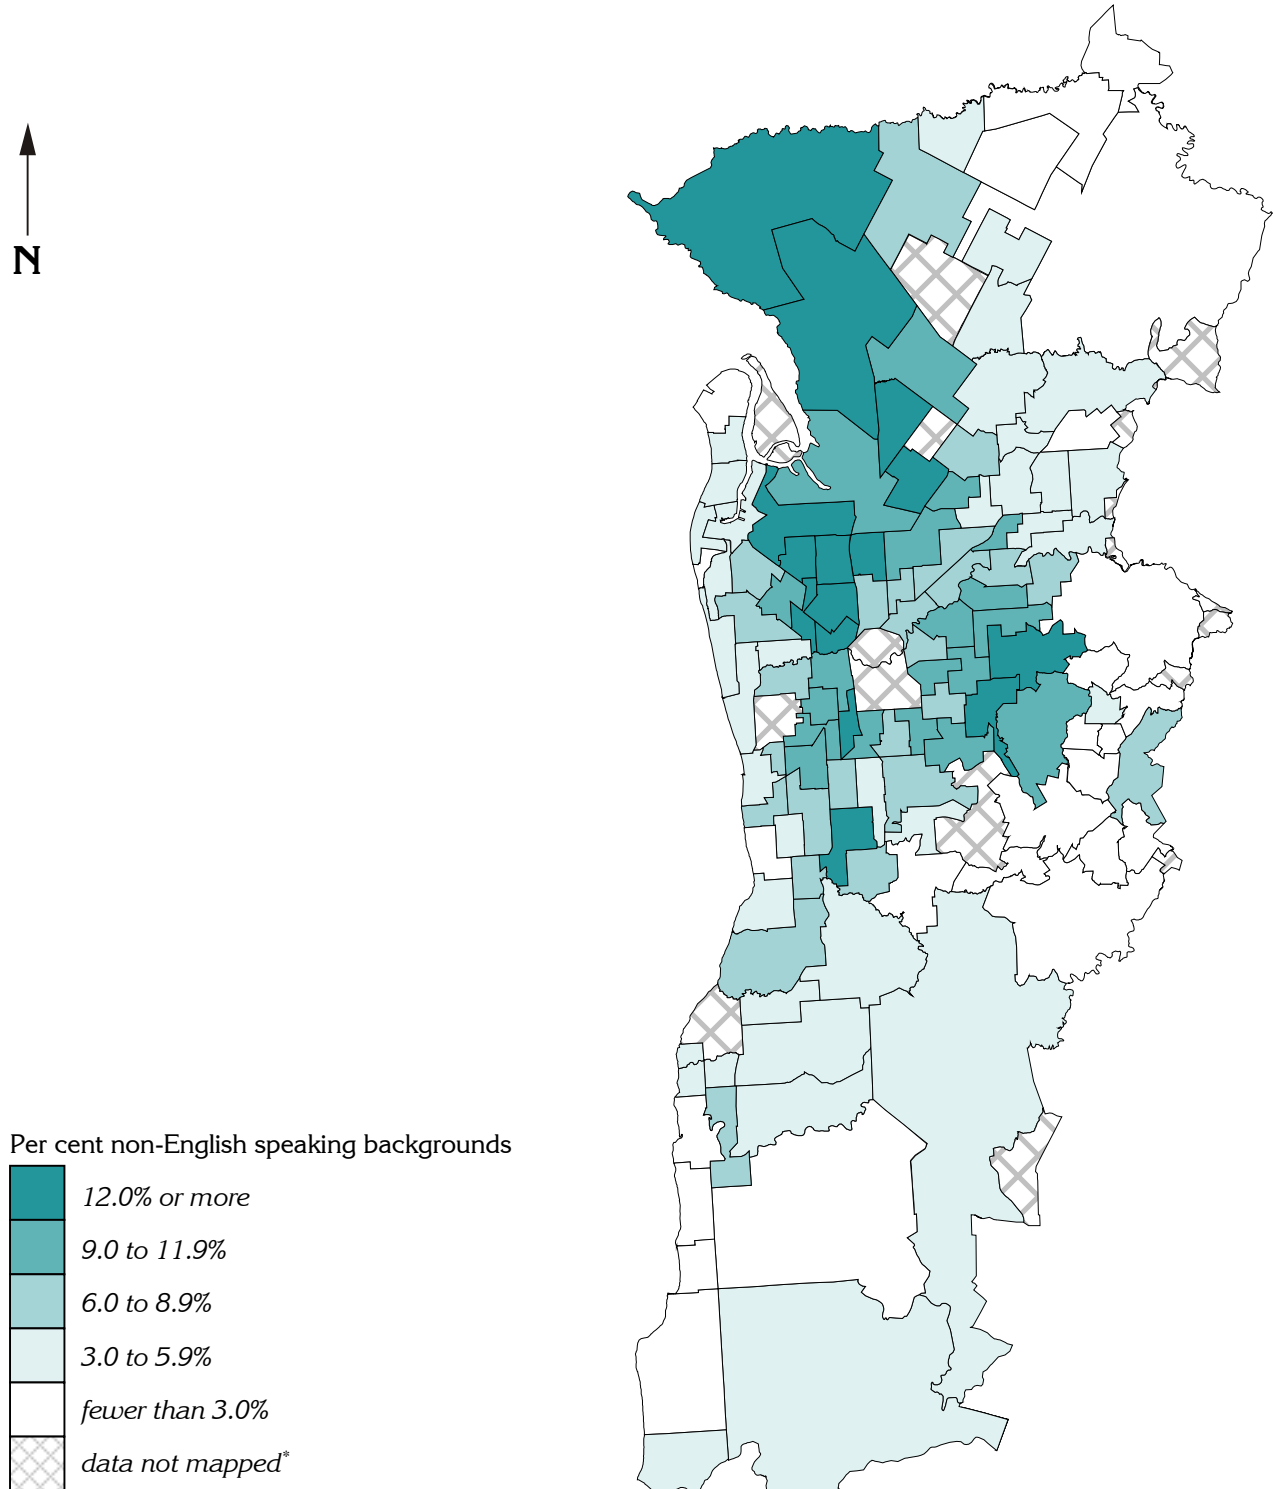 N
Per cent non-English speaking backgrounds
12.0% or more
9.0 to 11.9%
6.0 to 8.9%
3.0 to 5.9%
fewer than 3.0%
data not mapped*